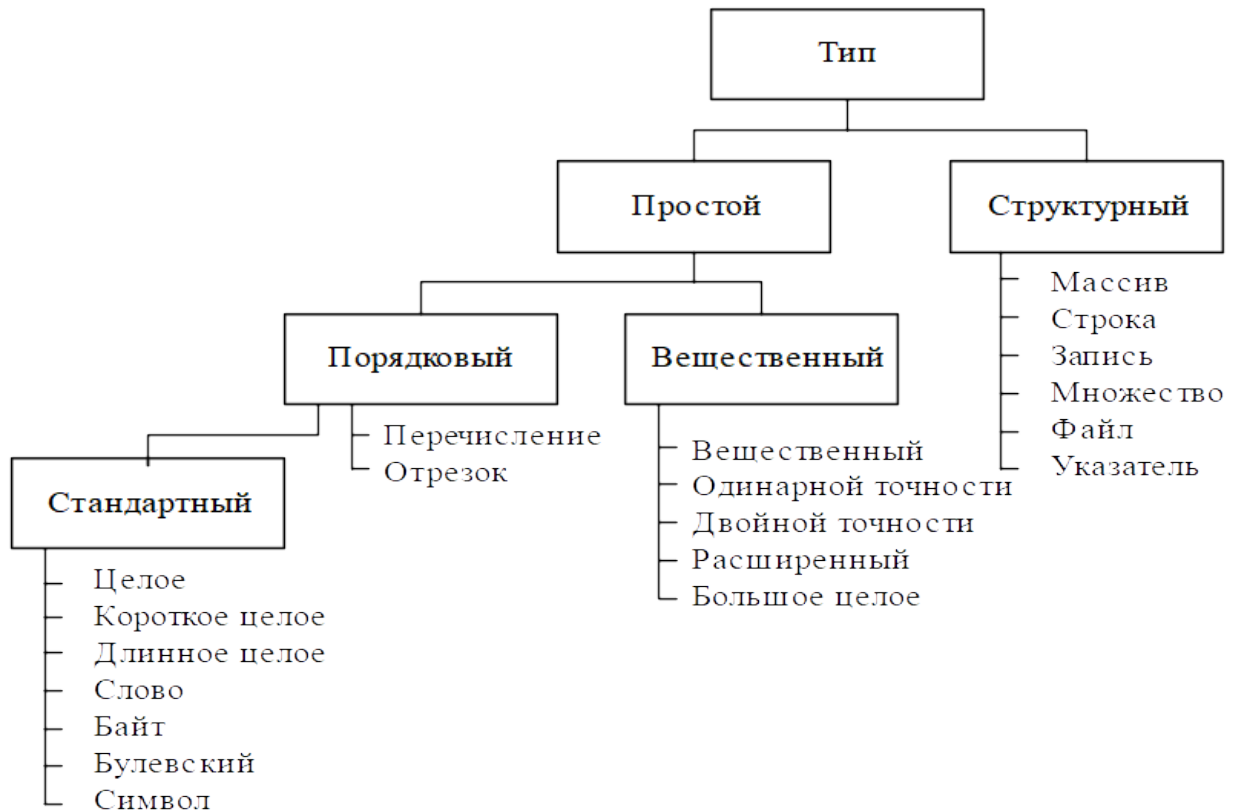 Тип
Простой
Структурный
Массив
Строка
Запись
Множество
Файл
Указатель
Порядковый
Вещественный
Перечисление
Отрезок
Вещественный
Одинарной точности
Двойной точности
Расширенный
Большое целое
Стандартный
Целое
Короткое целое
Длинное целое
Слово
Байт
Булевский
Символ